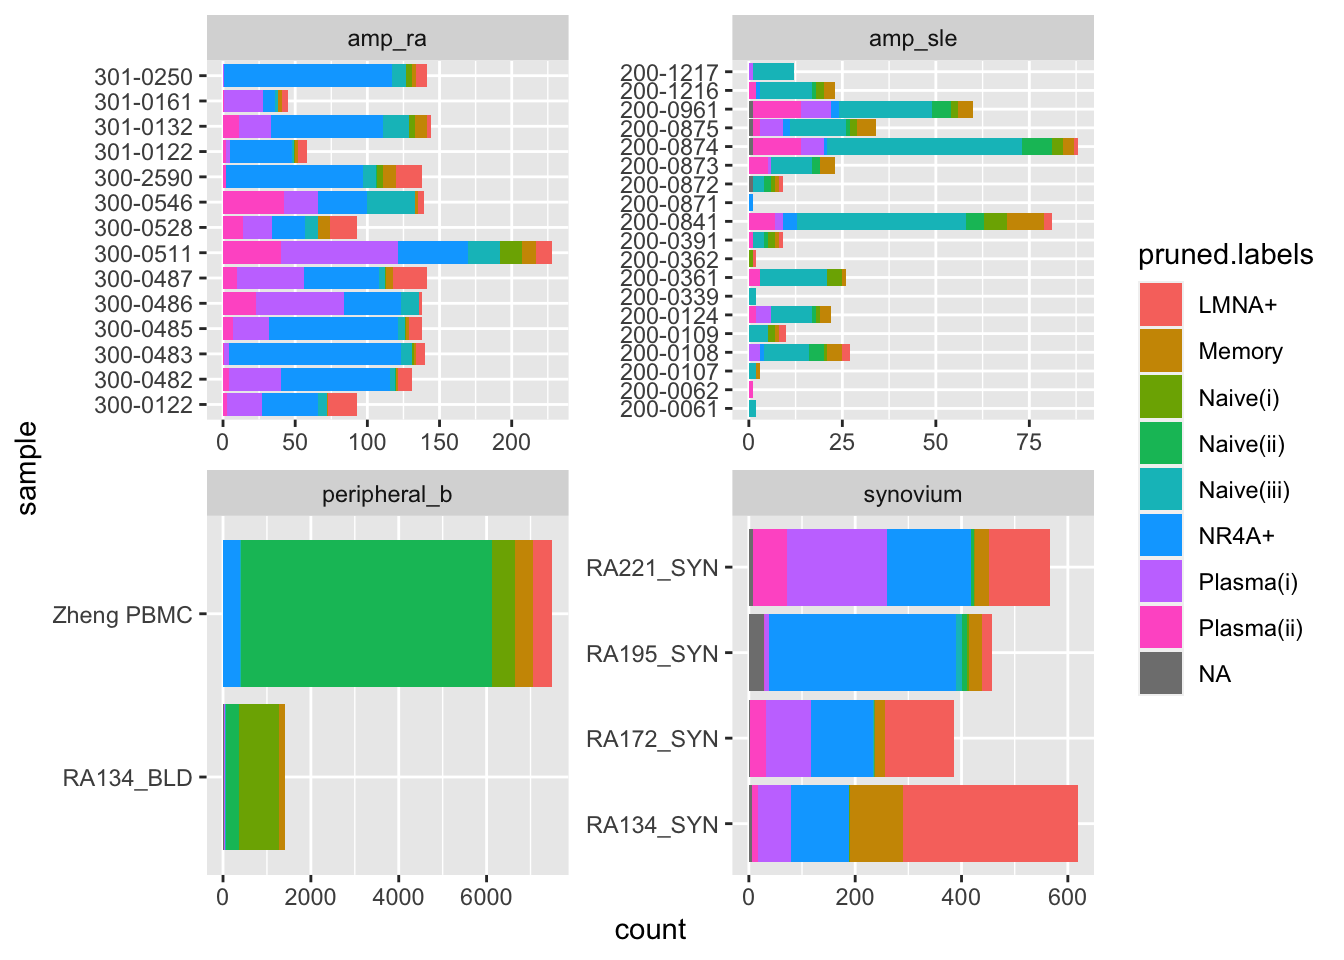 amp_ra
301-0250
301-0161
301-0132
301-0122
300-2590
300-0546
300-0528
300-0511
300-0487
300-0486
300-0485
300-0483
300-0482
300-0122
0 50 100 150 200
amp_sle
200-1217
200-1216
200-0961
200-0875
200-0874
200-0873
200-0872
200-0871
200-0841
200-0391
200-0362
200-0361
200-0339
200-0124
200-0109
200-0108
200-0107
200-0062
200-0061
0 25 50 75
peripheral_b
Zheng PBMC
RA134_BLD
0 2000 4000 6000
synovium
RA221_SYN
RA195_SYN
RA172_SYN
RA134_SYN
0 200 400 600
sample
count
pruned.labels
LMNA+
Memory
Naive(i)
Naive(ii)
Naive(iii)
NR4A+
Plasma(i)
Plasma(ii)
NA